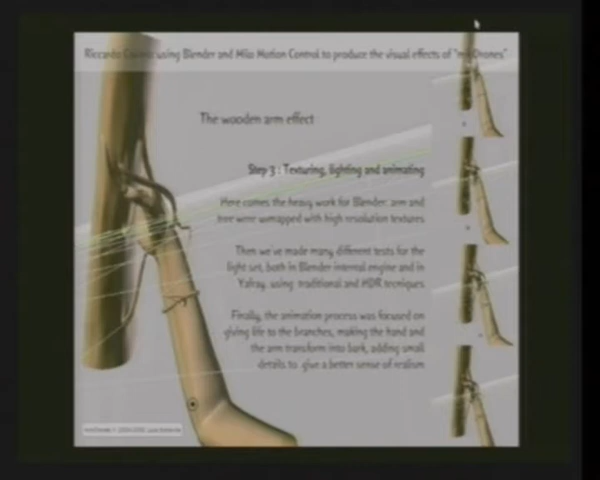 Riccardo using Blender and Milo Motion Control to produce the visual effects of "mi Drones"
The wooden arm effect
Step 3 : Texturing, lighting and animating
Here comes the heavy work for Blender: arm and
tree were unwrapped with high resolution textures
Then we've made many different tests for the
light set, both in Blender internal engine and in
Yafray, using traditional and HDR tecniques
Finally, the animation process was focused on
giving life to the branches, making the hand and
the arm transform into bark, adding small
details to give a better sense of realism